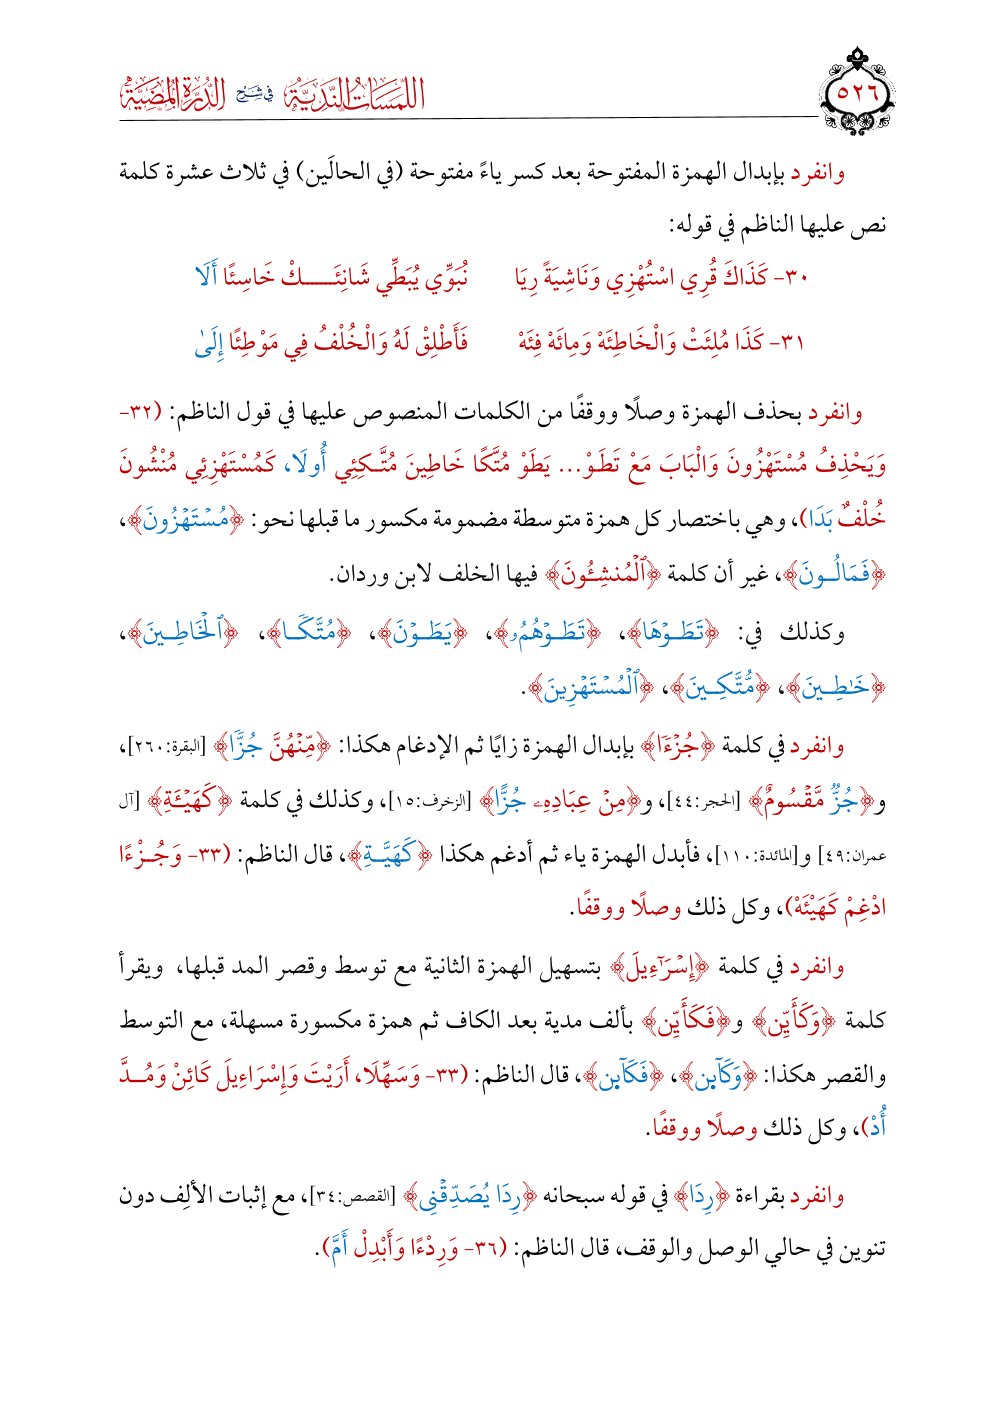 ٥٢٦
اللمسات الندية في شرح الدرة المضية
وانفرد بإبدال الهمزة المفتوحة بعد كسر ياءً مفتوحة (في الحالَين) في ثلاث عشرة كلمة
نص عليها الناظم في قوله:
٣٠- كَذَاكَ قُرِي اسْتُهْزِي وَنَاشِيَةً رِيَا نُبَوِّي يُبَطِّي شَانِئَـــــكْ خَاسِئًا أَلَا
٣١- كَذَا مُلِئَتْ وَالْخَاطِئَهْ وَمِائَهْ فِئَهْ فَأَطْلِقْ لَهُ وَالْخُلْفُ فِي مَوْطِئًا إِلَىٰ
وانفرد بحذف الهمزة وصلًا ووقفًا من الكلمات المنصوص عليها في قول الناظم: (٣٢-
وَيَحْذِفُ مُسْتَهْزُونَ وَالْبَابَ مَعْ تَطَوْ... يَطَوْ مُتَّكًا خَاطِينَ مُتَّـكِئِي أُولَا، كَمُسْتَهْزِئِي مُنْشُونَ
خُلْفٌ بَدَا)، وهي باختصار كل همزة متوسطة مضمومة مكسور ما قبلها نحو: ﴿مُسۡتَهۡزُونَ﴾،
﴿فَمَالُـونَ﴾، غير أن كلمة ﴿ٱلۡمُنشِـُٔونَ﴾ فيها الخلف لابن وردان.
وكذلك في: ﴿تَطَـوۡهَا﴾، ﴿تَطَـوۡهُمُۥ﴾، ﴿يَطَـوۡنَ﴾، ﴿مُتَّكَـٗا﴾، ﴿ٱلۡخَاطِـينَ﴾،
﴿خَٰطِـينَ﴾، ﴿مُّتَّكِـينَ﴾، ﴿ٱلۡمُسۡتَهۡزِينَ﴾.
وانفرد في كلمة ﴿جُزۡءٗا﴾ بإبدال الهمزة زايًا ثم الإدغام هكذا: ﴿مِّنۡهُنَّ جُزّٗا﴾ [البقرة:٢٦٠]،
و﴿جُزّٞ مَّقۡسُومٌ﴾ [الحجر:٤٤]، و﴿مِنۡ عِبَادِهِۦ جُزًّا﴾ [الزخرف:١٥]، وكذلك في كلمة ﴿كَهَيۡـَٔةِ﴾ [آل
عمران:٤٩] و[المائدة:١١٠]، فأبدل الهمزة ياء ثم أدغم هكذا ﴿كَهَيَّـةِ﴾، قال الناظم: (٣٣- وَجُـزْءًا
ادْغِمْ كَهَيْئَهْ)، وكل ذلك وصلًا ووقفًا.
وانفرد في كلمة ﴿إِسۡرَٰٓءِيلَ﴾ بتسهيل الهمزة الثانية مع توسط وقصر المد قبلها، ويقرأ
كلمة ﴿وَكَأَيِّن﴾ و﴿فَكَأَيِّن﴾ بألف مدية بعد الكاف ثم همزة مكسورة مسهلة، مع التوسط
والقصر هكذا: ﴿وَكَآىِٕن﴾، ﴿فَكَآىِٕن﴾، قال الناظم: (٣٣- وَسَهِّلَا، أَرَيْتَ وَإِسْرَاءِيلَ كَائِنْ وَمُــدَّ
أُدْ)، وكل ذلك وصلًا ووقفًا.
وانفرد بقراءة ﴿رِدَا﴾ في قوله سبحانه ﴿رِدَا يُصَدِّقۡنِى﴾ [القصص:٣٤]، مع إثبات الألِف دون
تنوين في حالي الوصل والوقف، قال الناظم: (٣٦- وَرِدْءًا وَأَبْدِلْ أَمَّ).